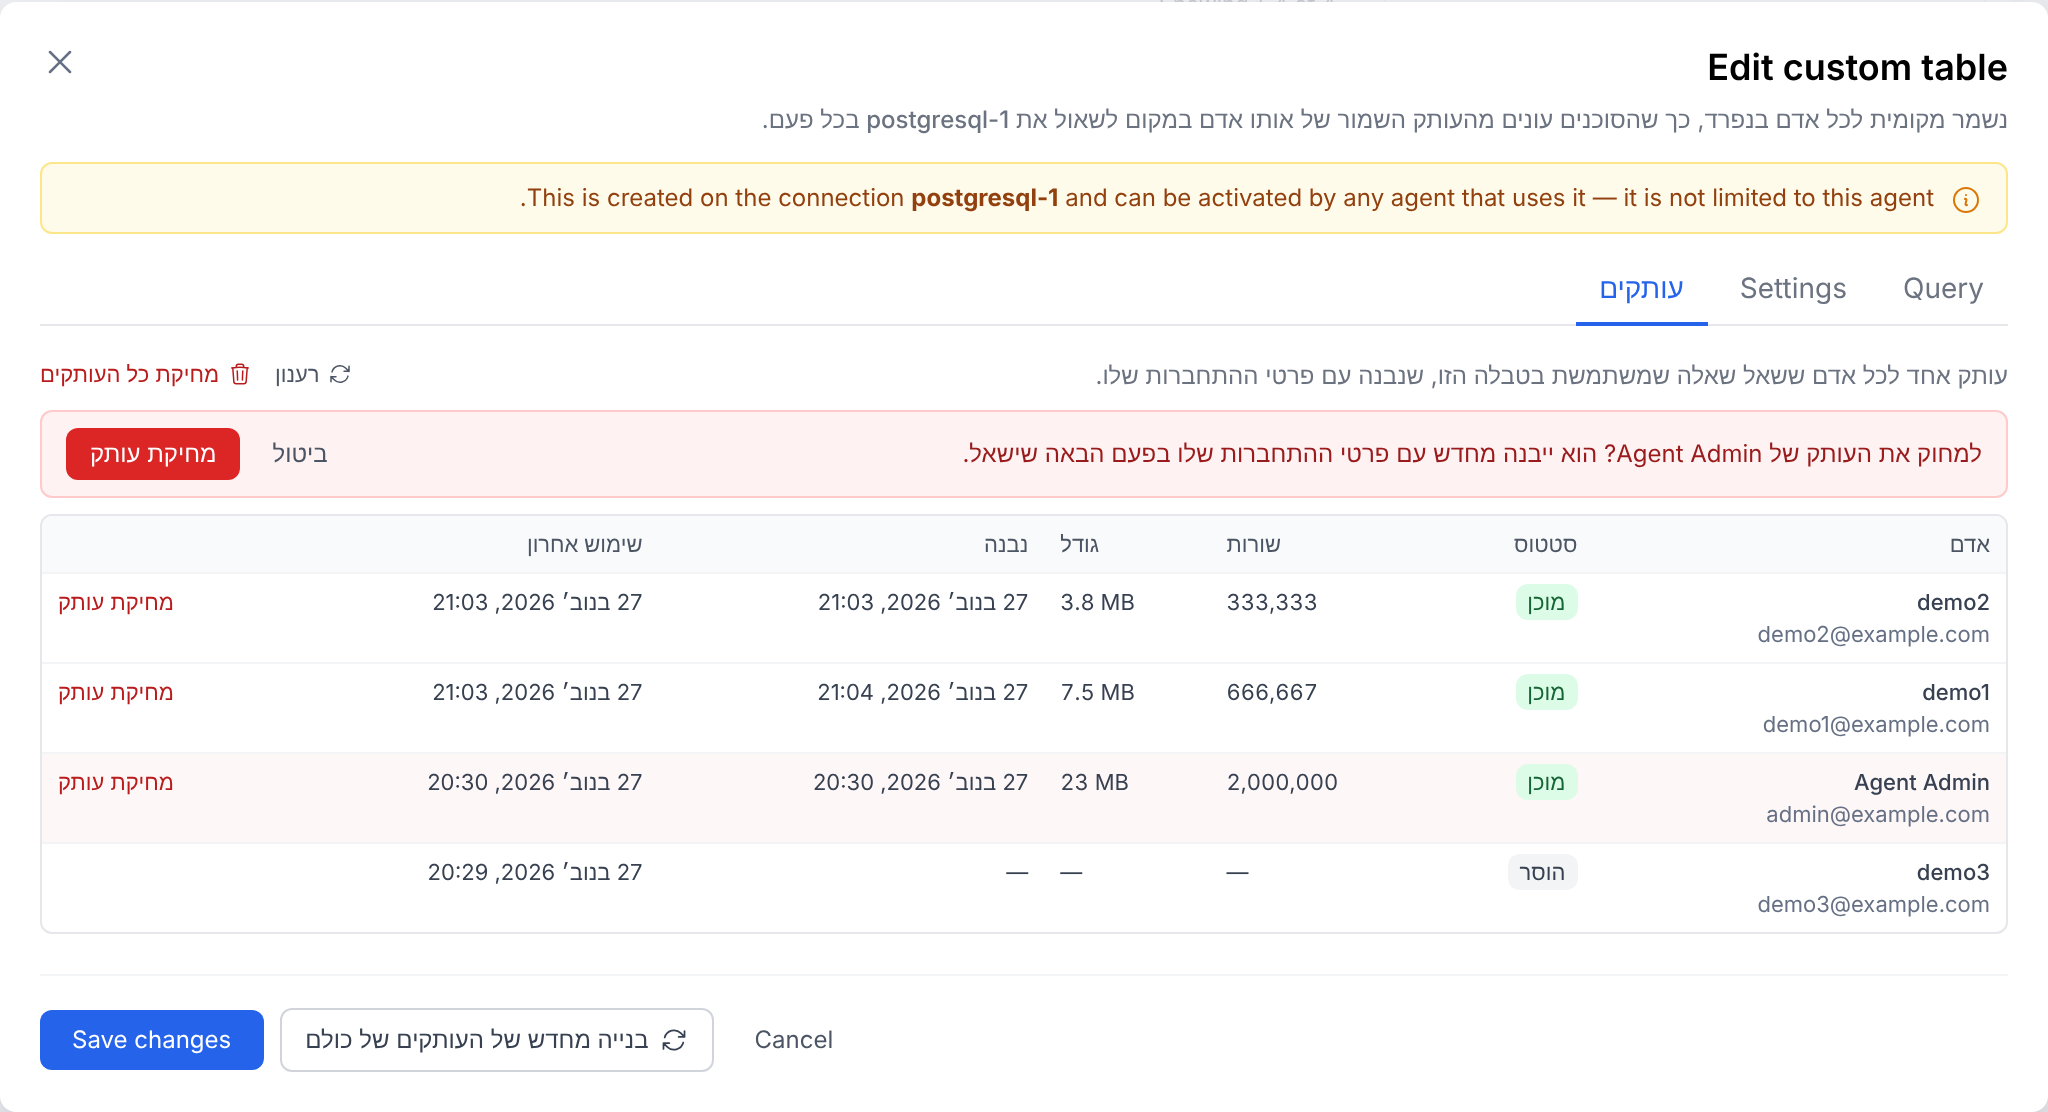 Edit custom table
נשמר מקומית לכל אדם בנפרד, כך שהסוכנים עונים מהעותק השמור של אותו אדם במקום לשאול את postgresql-1 בכל פעם.
This is created on the connection postgresql-1 and can be activated by any agent that uses it — it is not limited to this agent.
Query Settings עותקים
עותק אחד לכל אדם ששאל שאלה שמשתמשת בטבלה הזו, שנבנה עם פרטי ההתחברות שלו. רענון מחיקת כל העותקים
למחוק את העותק של Agent Admin? הוא ייבנה מחדש עם פרטי ההתחברות שלו בפעם הבאה שישאל. ביטול מחיקת עותק
אדם סטטוס שורות גודל נבנה שימוש אחרון
demo2 מוכן 333,333 3.8 MB 27 בנוב׳ 2026, 21:03 27 בנוב׳ 2026, 21:03 מחיקת עותק
demo2@example.com
demo1 מוכן 666,667 7.5 MB 27 בנוב׳ 2026, 21:04 27 בנוב׳ 2026, 21:03 מחיקת עותק
demo1@example.com
Agent Admin מוכן 2,000,000 23 MB 27 בנוב׳ 2026, 20:30 27 בנוב׳ 2026, 20:30 מחיקת עותק
admin@example.com
demo3 הוסר — — — 27 בנוב׳ 2026, 20:29
demo3@example.com
Cancel בנייה מחדש של העותקים של כולם Save changes